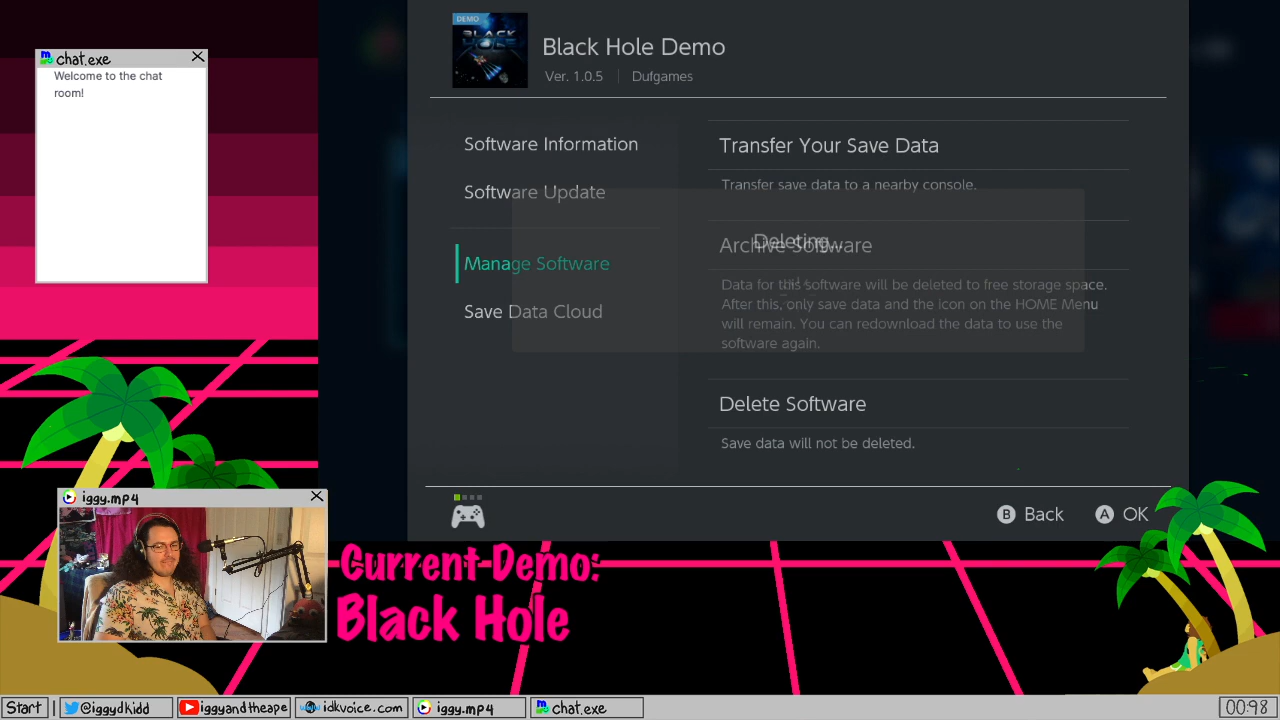 chat.exe
Welcome to the chat
room!
DEMO
BLACK
HOLE
Black Hole Demo
Ver. 1.0.5
Dufgames
Software Information
Software Update
Manage Software
Save Data Cloud
Transfer Your Save Data
Transfer save data to a nearby console.
Deleting...
Archive Software
Data for this software will be deleted to free storage space.
After this, only save data and the icon on the HOME Menu
will remain. You can redownload the data to use the
software again.
Delete Software
Save data will not be deleted.
B Back
A OK
iggy.mp4
Current Demo:
Black Hole
Start
@iggydkidd
iggyandtheape
www idkvoice.com
iggy.mp4
chat.exe
00:98